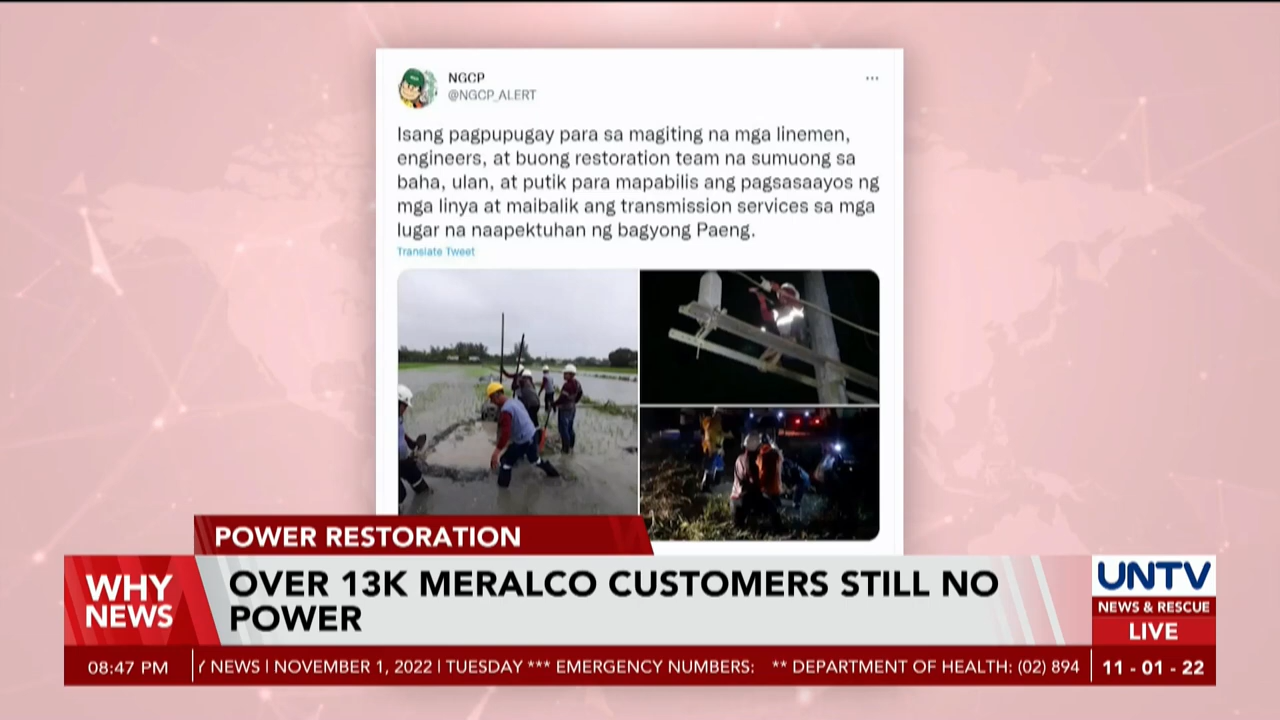 NGCP
@NGCP_ALERT
Isang pagpupugay para sa magiting na mga linemen,
engineers, at buong restoration team na sumuong sa
baha, ulan, at putik para mapabilis ang pagsasaayos ng
mga linya at maibalik ang transmission services sa mga
lugar na naapektuhan ng bagyong Paeng.
Translate Tweet
POWER RESTORATION
WHY
NEWS
OVER 13K MERALCO CUSTOMERS STILL NO
POWER
UNTV
NEWS & RESCUE
LIVE
08:47 PM
Y NEWS | NOVEMBER 1, 2022 | TUESDAY *** EMERGENCY NUMBERS: ** DEPARTMENT OF HEALTH: (02) 894
11 - 01 - 22